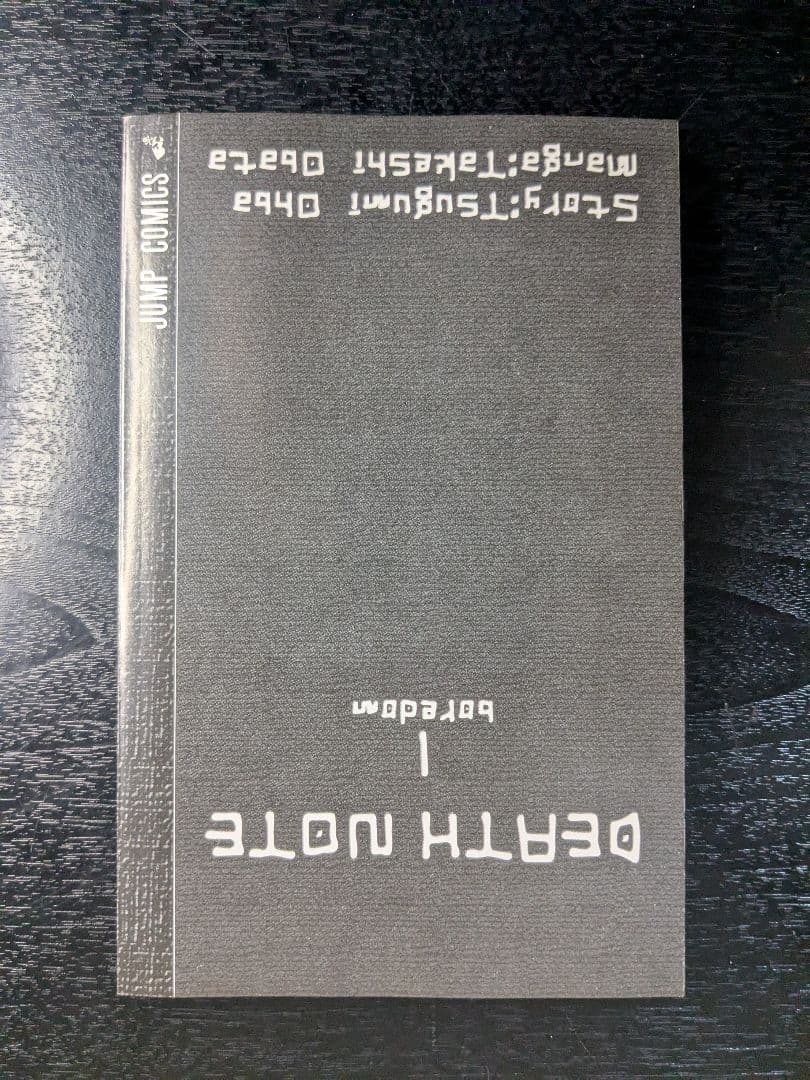 DEATH NOTE
1
boredom
Story:Tsugumi Ohba
Manga:Takeshi Obata
JUMP COMICS